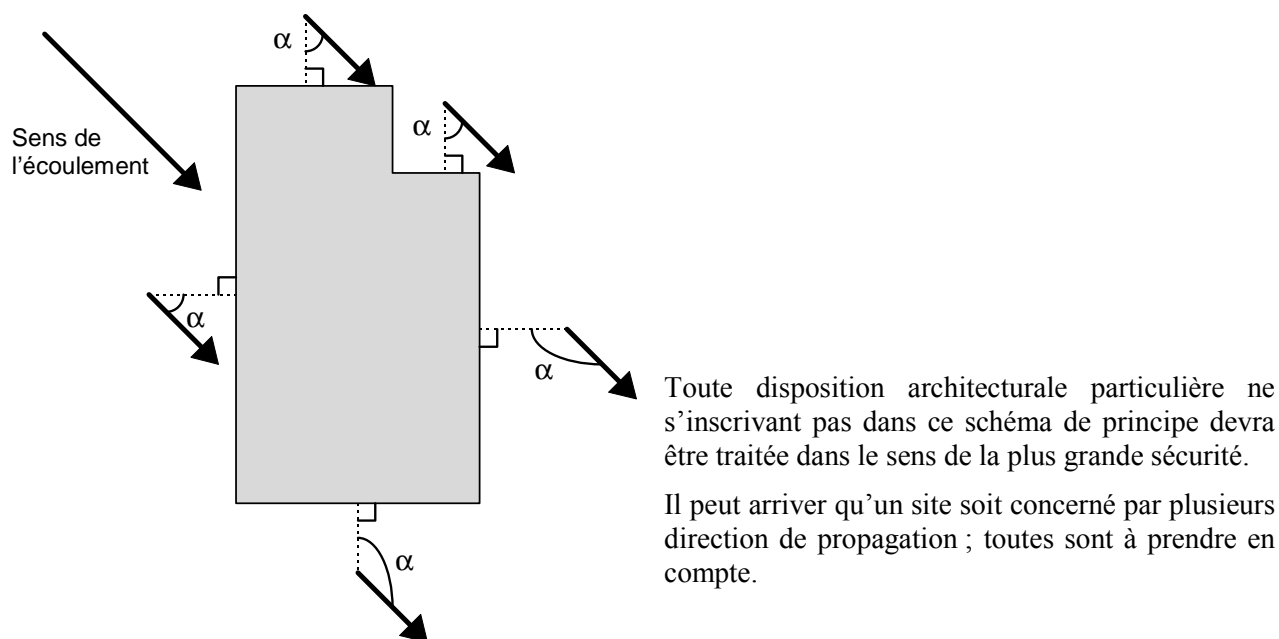 α
α
Sens de
l'écoulement
α
α
α
Toute disposition architecturale particulière ne
s'inscrivant pas dans ce schéma de principe devra
être traitée dans le sens de la plus grande sécurité.
Il peut arriver qu'un site soit concerné par plusieurs
direction de propagation ; toutes sont à prendre en
compte.